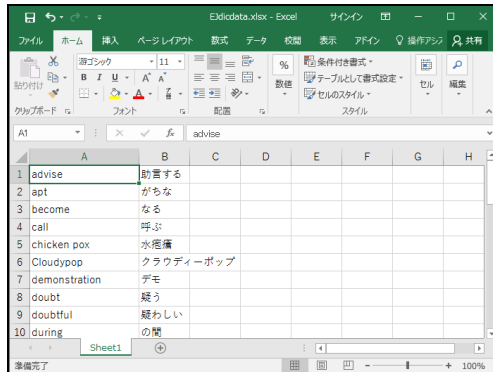 EJdicdata.xlsx - Excel サインイン
ファイル ホーム 挿入 ページ レイアウト 数式 データ 校閲 表示 アドイン 操作アシス 共有
游ゴシック 11
貼り付け B I U A A
% 数値
条件付き書式
テーブルとして書式設定
セルのスタイル
セル 編集
クリップボード フォント 配置 スタイル
A1 fx advise
A B C D E F G H
1 advise 助言する
2 apt がちな
3 become なる
4 call 呼ぶ
5 chicken pox 水疱瘡
6 Cloudypop クラウディーポップ
7 demonstration デモ
8 doubt 疑う
9 doubtful 疑わしい
10 during の間
Sheet1
準備完了 100%